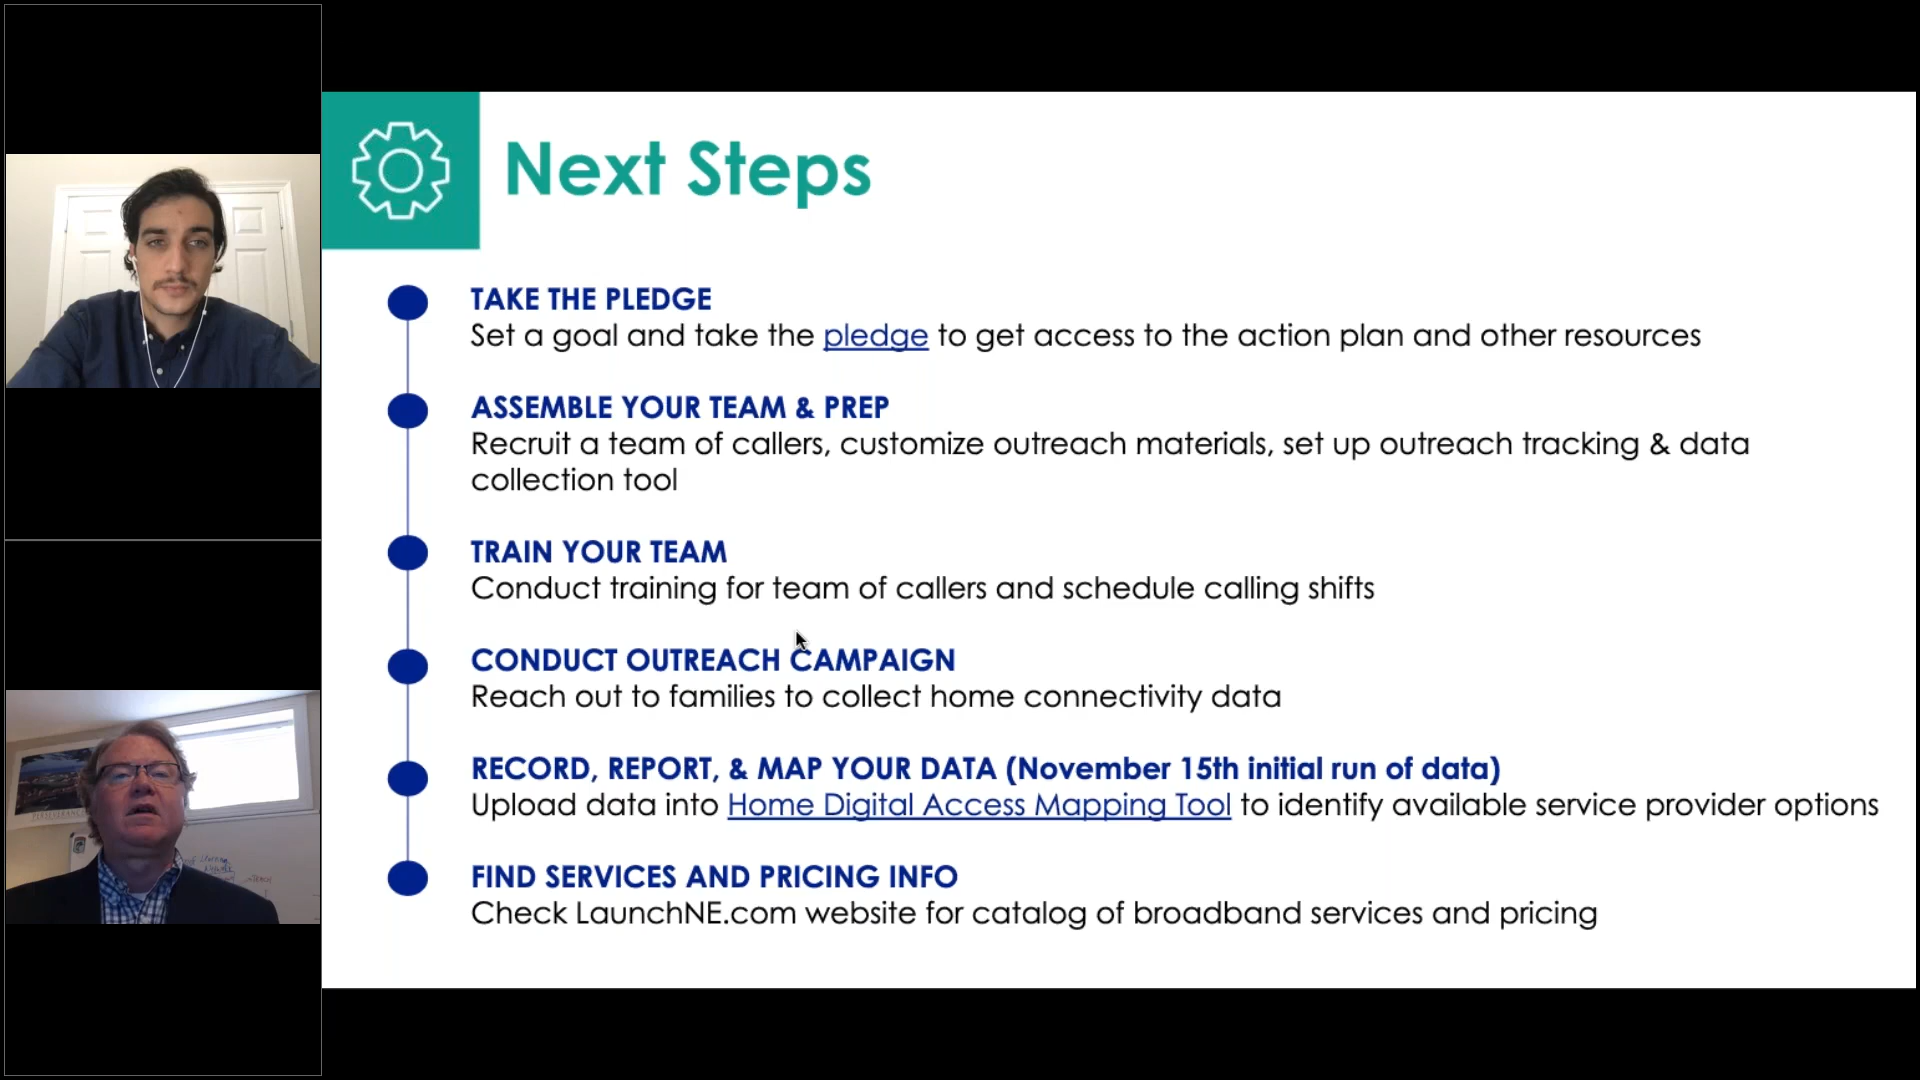 Next Steps
TAKE THE PLEDGE
Set a goal and take the pledge to get access to the action plan and other resources
ASSEMBLE YOUR TEAM & PREP
Recruit a team of callers, customize outreach materials, set up outreach tracking & data
collection tool
TRAIN YOUR TEAM
Conduct training for team of callers and schedule calling shifts
CONDUCT OUTREACH CAMPAIGN
Reach out to families to collect home connectivity data
RECORD, REPORT, & MAP YOUR DATA (November 15th initial run of data)
Upload data into Home Digital Access Mapping Tool to identify available service provider options
FIND SERVICES AND PRICING INFO
Check LaunchNE.com website for catalog of broadband services and pricing